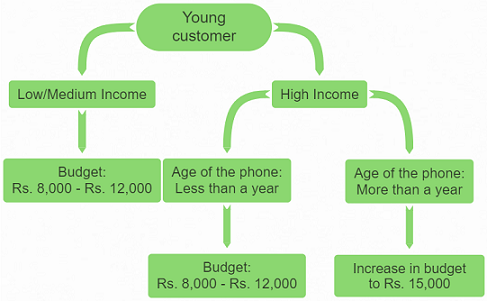 Young
customer
Low/Medium Income
High Income
Budget:
Rs. 8,000 - Rs. 12,000
Age of the phone:
Less than a year
Age of the phone:
More than a year
Budget:
Rs. 8,000 - Rs. 12,000
Increase in budget
to Rs. 15,000